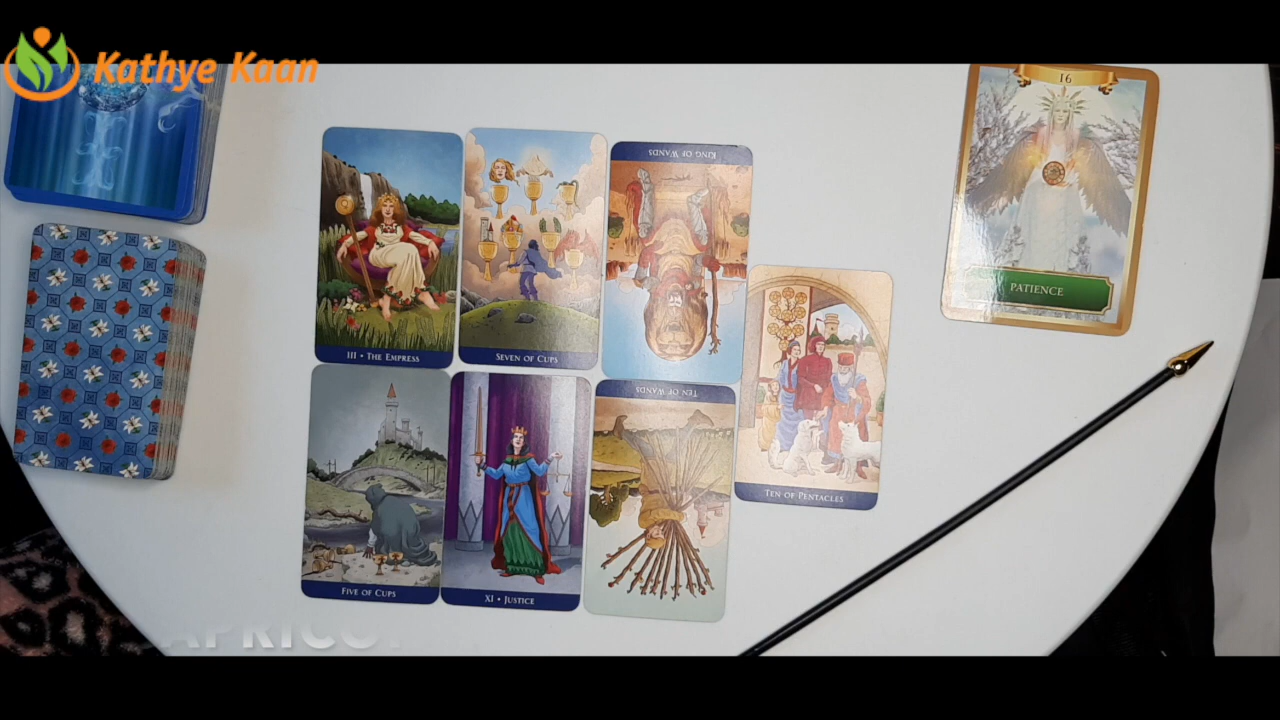 Kathye Kaan
16
PATIENCE
KING OF WANDS
III • THE EMPRESS
SEVEN OF CUPS
TEN OF WANDS
TEN OF PENTACLES
FIVE OF CUPS
XI • JUSTICE